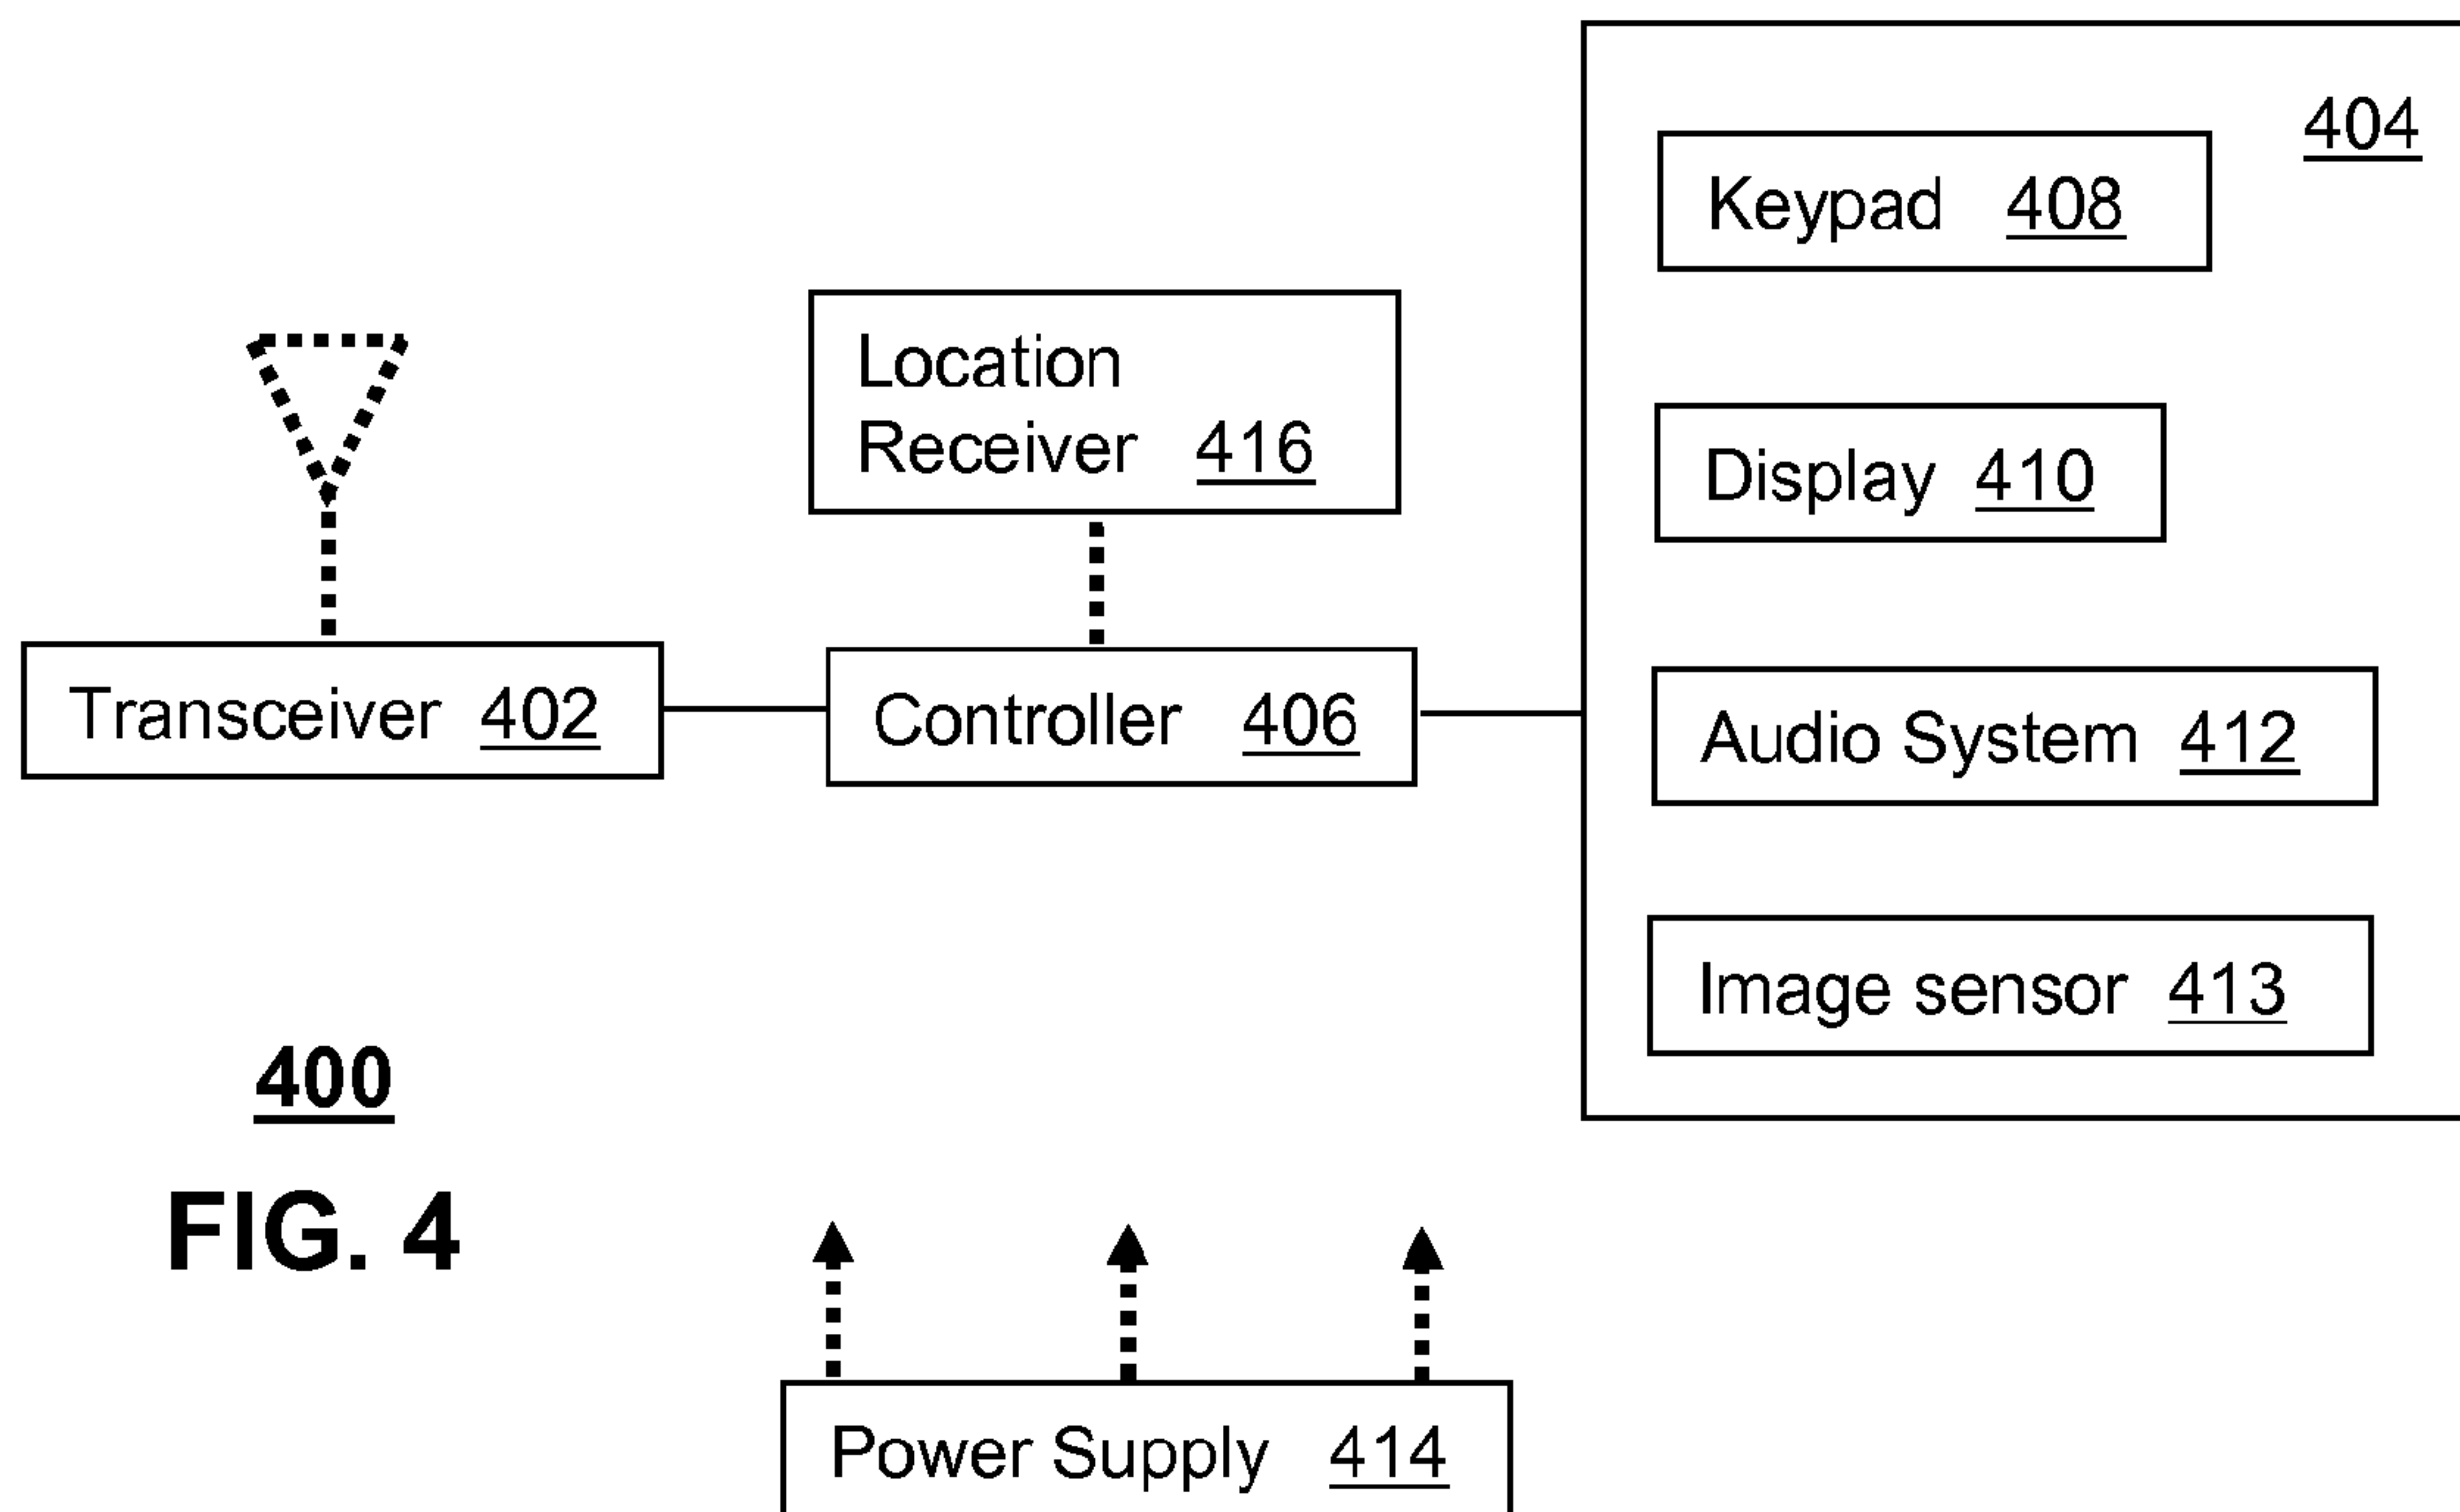 404
Keypad 408
Location
Receiver 416
Display 410
Transceiver 402
Controller 406
Audio System 412
Image sensor 413
400
FIG. 4
Power Supply 414